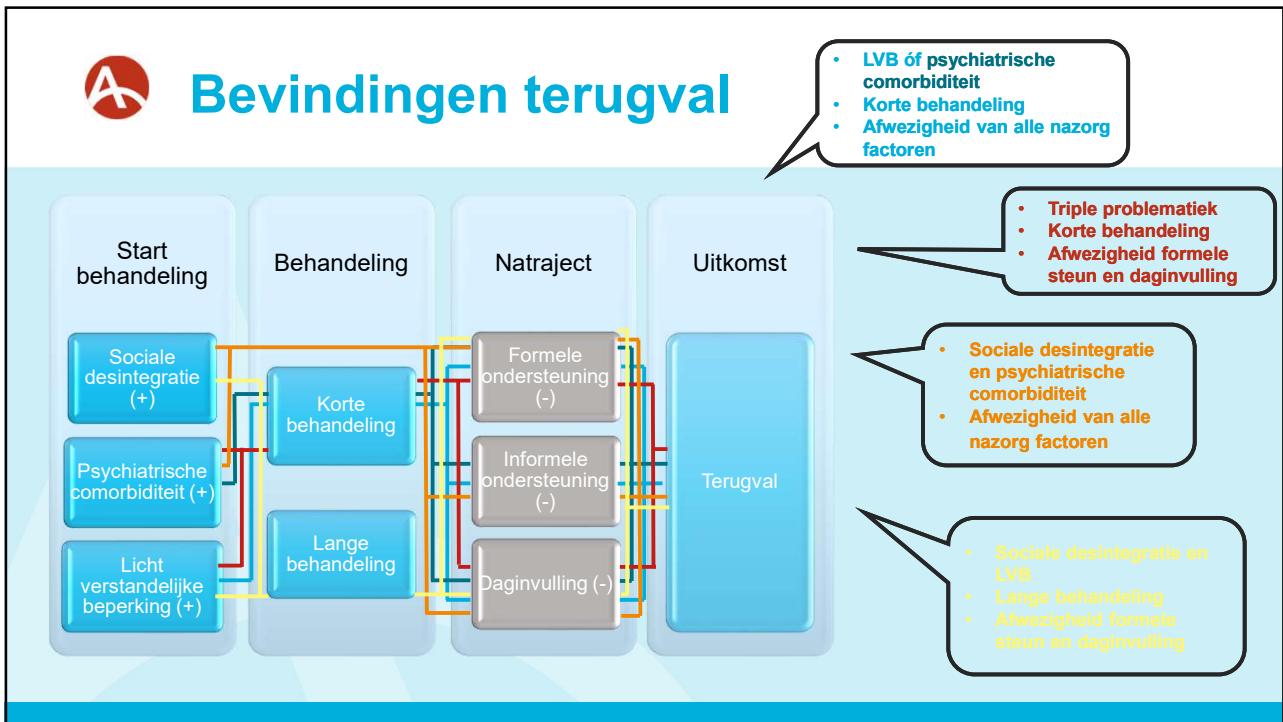 Bevindingen terugval
• LVB óf psychiatrische
comorbiditeit
• Korte behandeling
• Afwezigheid van alle nazorg
factoren
• Triple problematiek
• Korte behandeling
• Afwezigheid formele
steun en daginvulling
• Sociale desintegratie
en psychiatrische
comorbiditeit
• Afwezigheid van alle
nazorg factoren
• Sociale desintegratie en
LVB
• Lange behandeling
• Afwezigheid formele
steun en daginvulling
Start
behandeling
Sociale
desintegratie
(+)
Psychiatrische
comorbiditeit (+)
Licht
verstandelijke
beperking (+)
Behandeling
Korte
behandeling
Lange
behandeling
Natraject
Formele
ondersteuning
(-)
Informele
ondersteuning
(-)
Daginvulling (-)
Uitkomst
Terugval